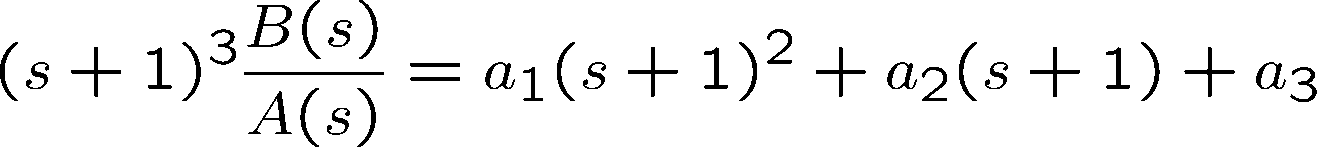 (s + 1)^3 \frac{B(s)}{A(s)} = a_1(s + 1)^2 + a_2(s + 1) + a_3